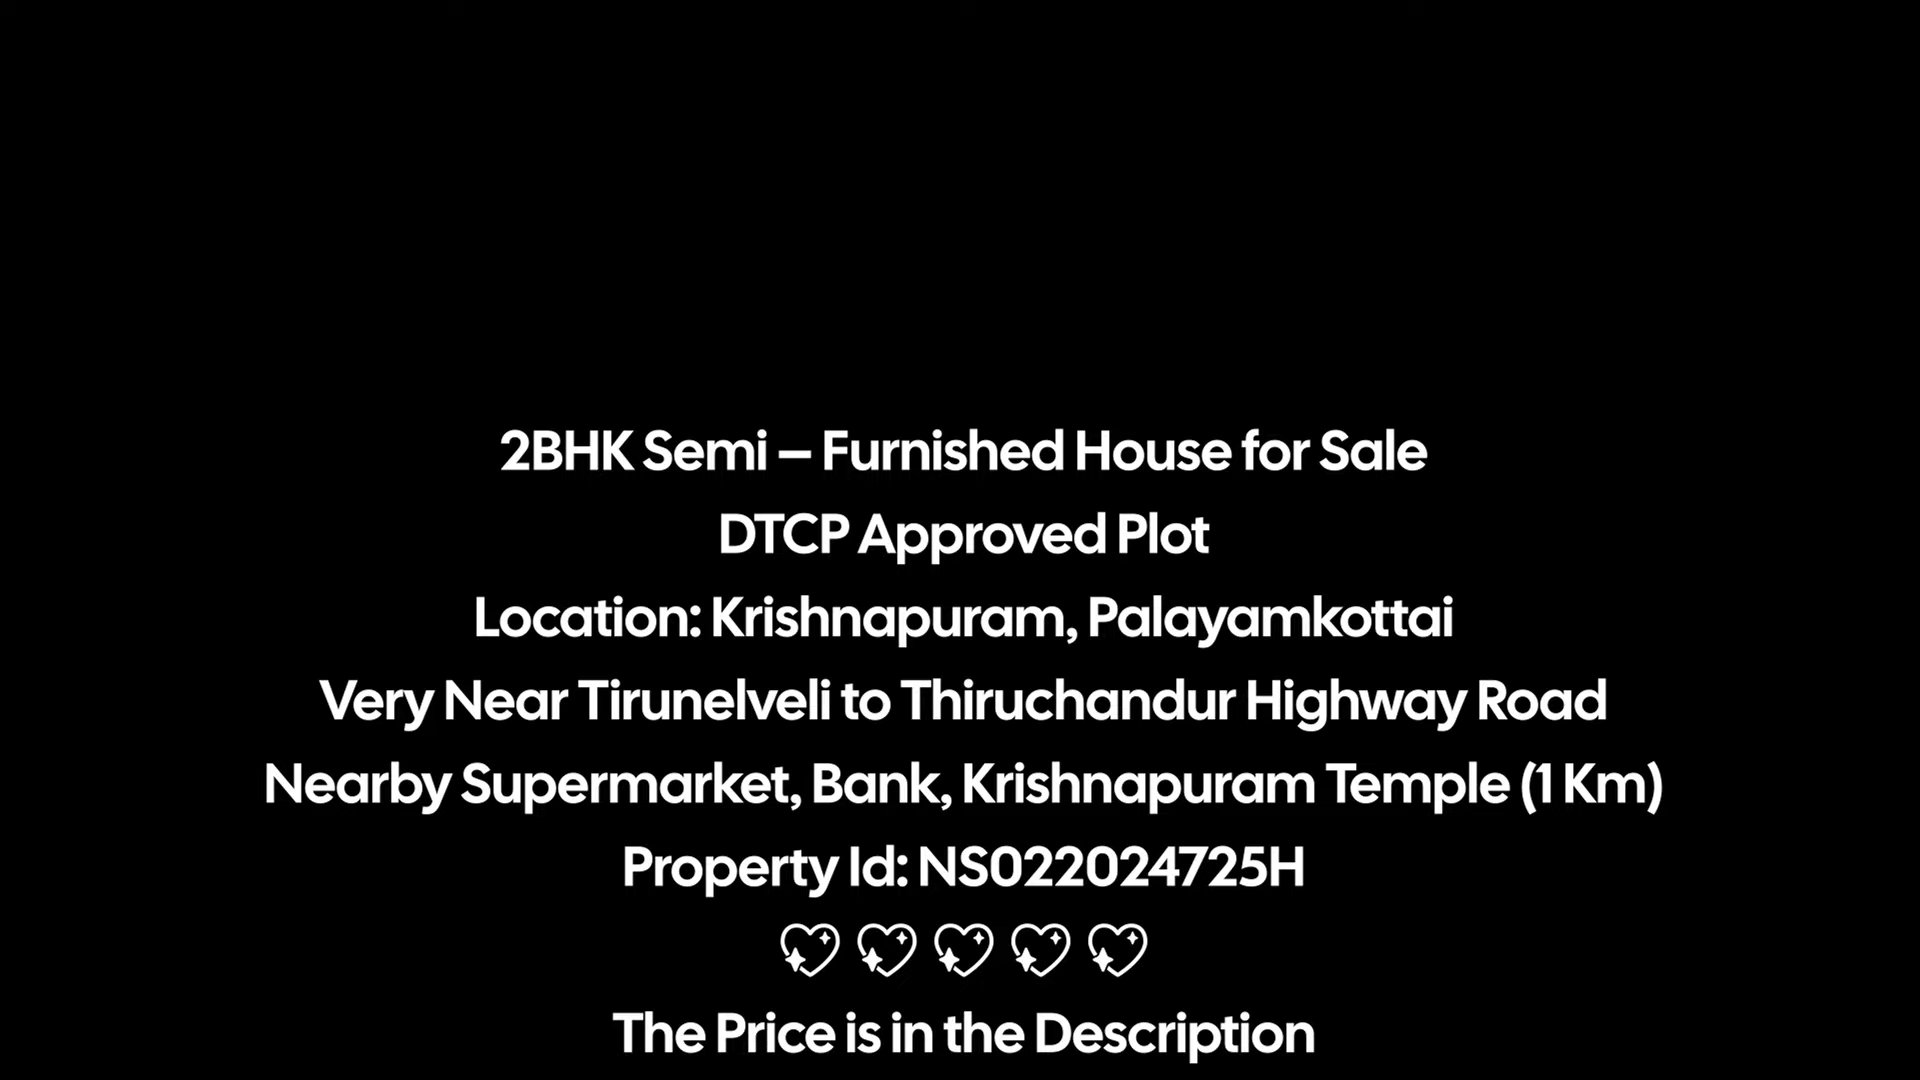 2BHK Semi – Furnished House for Sale
DTCP Approved Plot
Location: Krishnapuram, Palayamkottai
Very Near Tirunelveli to Thiruchandur Highway Road
Nearby Supermarket, Bank, Krishnapuram Temple (1 Km)
Property Id: NS022024725H
💖 💖 💖 💖 💖
The Price is in the Description